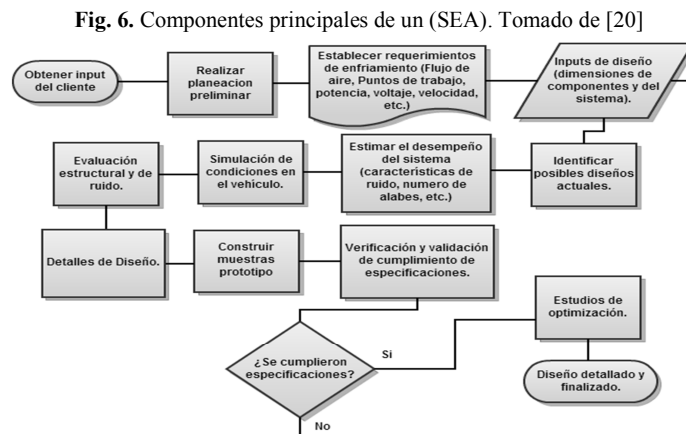 Fig. 6. Componentes principales de un (SEA). Tomado de [20]
Obtener input
del cliente
Realizar
planeacion
preliminar
Establecer requerimientos
de enfriamiento (Flujo de
aire, Puntos de trabajo,
potencia, voltaje, velocidad,
etc.)
Inputs de diseño
(dimensiones de
componentes y del
sistema).
Evaluación
estructural y de
ruido.
Simulación de
condiciones en el
vehículo.
Estimar el desempeño
del sistema
(características de
ruido, numero de
alabes, etc.)
Identificar
posibles diseños
actuales.
Detalles de Diseño.
Construir
muestras
prototipo
Verificación y validación
de cumplimiento de
especificaciones.
¿Se cumplieron
especificaciones?
Si
No
Estudios de
optimización.
Diseño detallado y
finalizado.